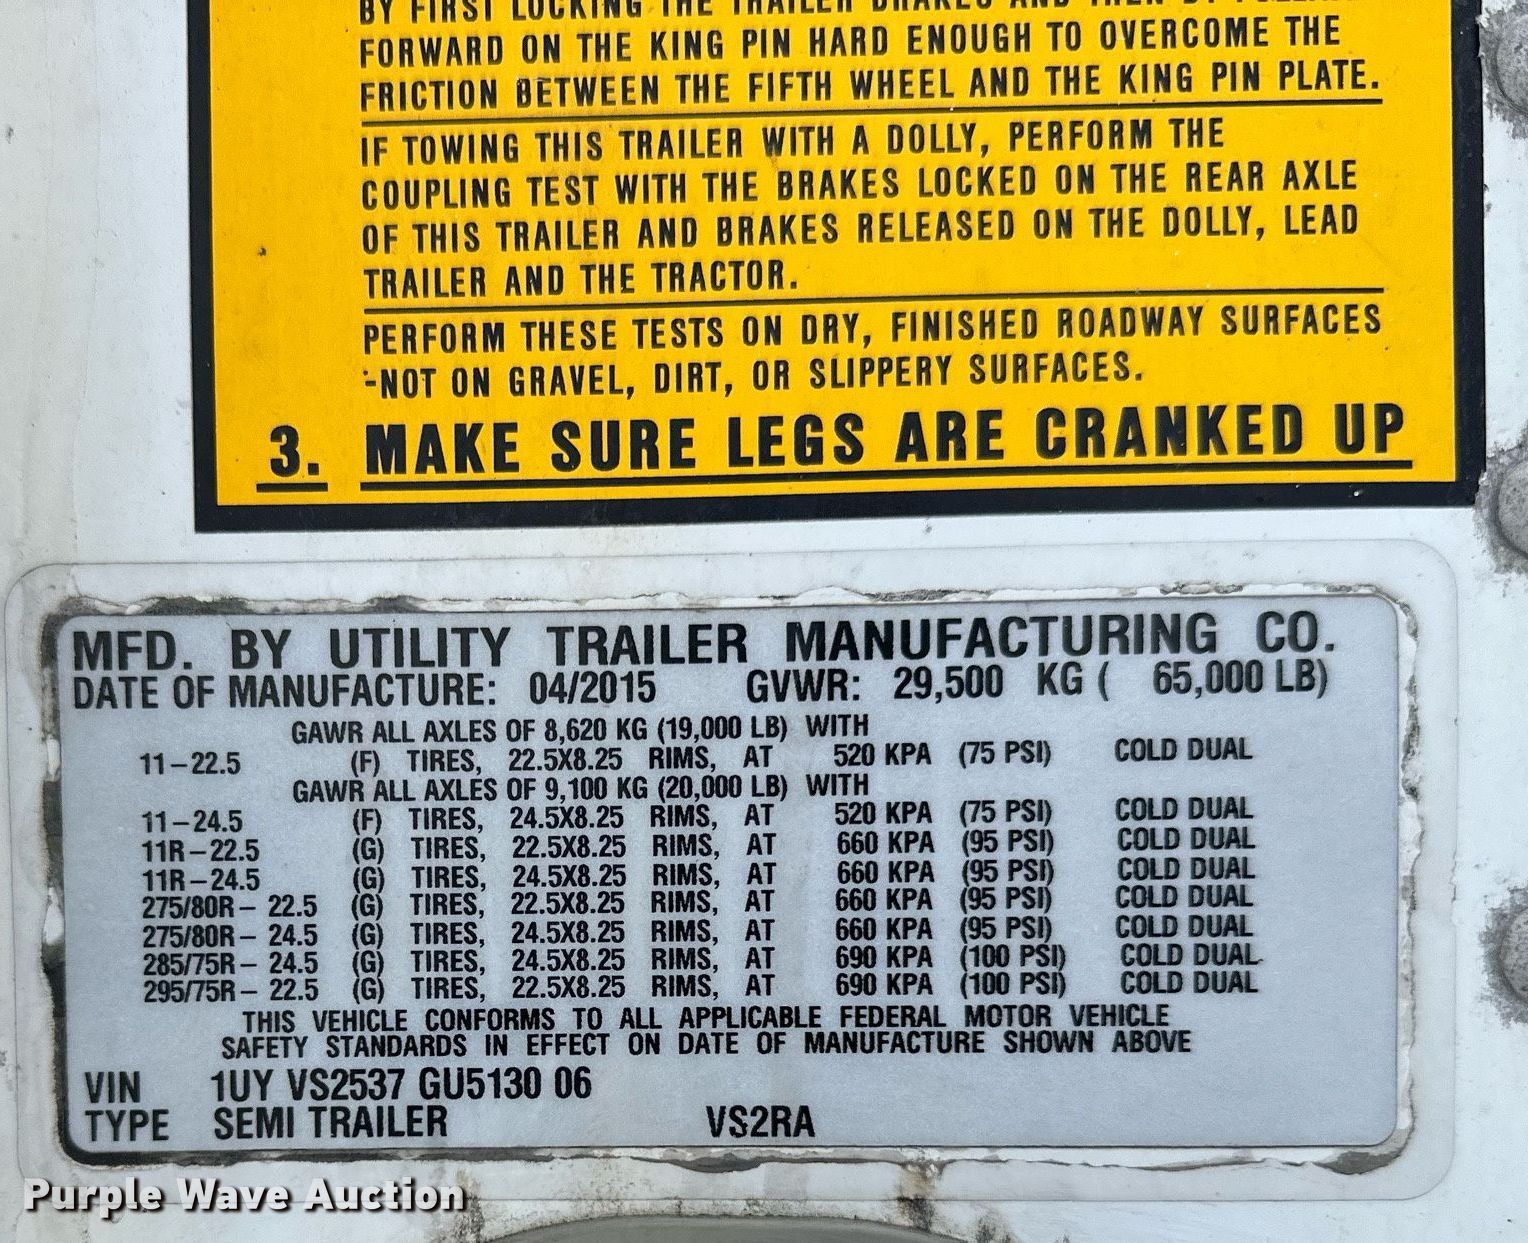 BY FIRST LOCKING THE TRAILER BRAKES AND THEN BY
FORWARD ON THE KING PIN HARD ENOUGH TO OVERCOME THE
FRICTION BETWEEN THE FIFTH WHEEL AND THE KING PIN PLATE.
IF TOWING THIS TRAILER WITH A DOLLY, PERFORM THE
COUPLING TEST WITH THE BRAKES LOCKED ON THE REAR AXLE
OF THIS TRAILER AND BRAKES RELEASED ON THE DOLLY, LEAD
TRAILER AND THE TRACTOR.
PERFORM THESE TESTS ON DRY, FINISHED ROADWAY SURFACES
-NOT ON GRAVEL, DIRT, OR SLIPPERY SURFACES.
3. MAKE SURE LEGS ARE CRANKED UP
MFD. BY UTILITY TRAILER MANUFACTURING CO.
DATE OF MANUFACTURE: 04/2015 GVWR: 29,500 KG ( 65,000 LB)
GAWR ALL AXLES OF 8,620 KG (19,000 LB) WITH
11-22.5 (F) TIRES, 22.5X8.25 RIMS, AT 520 KPA (75 PSI) COLD DUAL
GAWR ALL AXLES OF 9,100 KG (20,000 LB) WITH
11-24.5 (F) TIRES, 24.5X8.25 RIMS, AT 520 KPA (75 PSI) COLD DUAL
11R-22.5 (G) TIRES, 22.5X8.25 RIMS, AT 660 KPA (95 PSI) COLD DUAL
11R-24.5 (G) TIRES, 24.5X8.25 RIMS, AT 660 KPA (95 PSI) COLD DUAL
275/80R- 22.5 (G) TIRES, 22.5X8.25 RIMS, AT 660 KPA (95 PSI) COLD DUAL
275/80R- 24.5 (G) TIRES, 24.5X8.25 RIMS, AT 660 KPA (95 PSI) COLD DUAL
285/75R- 24.5 (G) TIRES, 24.5X8.25 RIMS, AT 690 KPA (100 PSI) COLD DUAL
295/75R- 22.5 (G) TIRES, 22.5X8.25 RIMS, AT 690 KPA (100 PSI) COLD DUAL
THIS VEHICLE CONFORMS TO ALL APPLICABLE FEDERAL MOTOR VEHICLE
SAFETY STANDARDS IN EFFECT ON DATE OF MANUFACTURE SHOWN ABOVE
VIN 1UY VS2537 GU5130 06
TYPE SEMI TRAILER VS2RA
Purple Wave Auction